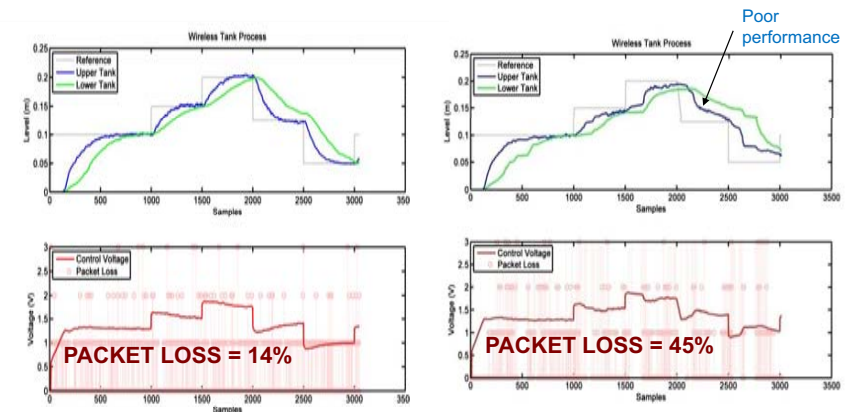 Poor
performance
Wireless Tank Process
0.25
0.2
0.15
0.1
0.05
0
Level (m)
Reference
Upper Tank
Lower Tank
0 500 1000 1500 2000 2500 3000 350
Samples
Wireless Tank Process
0.25
0.2
0.15
0.1
0.05
0
Level (m)
Reference
Upper Tank
Lower Tank
0 500 1000 1500 2000 2500 3000 3500
Samples
3
2.5
2
1.5
1
0.5
0
Voltage (V)
Control Voltage
Packet Loss
PACKET LOSS = 14%
0 500 1000 1500 2000 2500 3000 350
Samples
3
2.5
2
1.5
1
0.5
0
Voltage (V)
Control Voltage
Packet Loss
PACKET LOSS = 45%
0 500 1000 1500 2000 2500 3000 3500
Samples